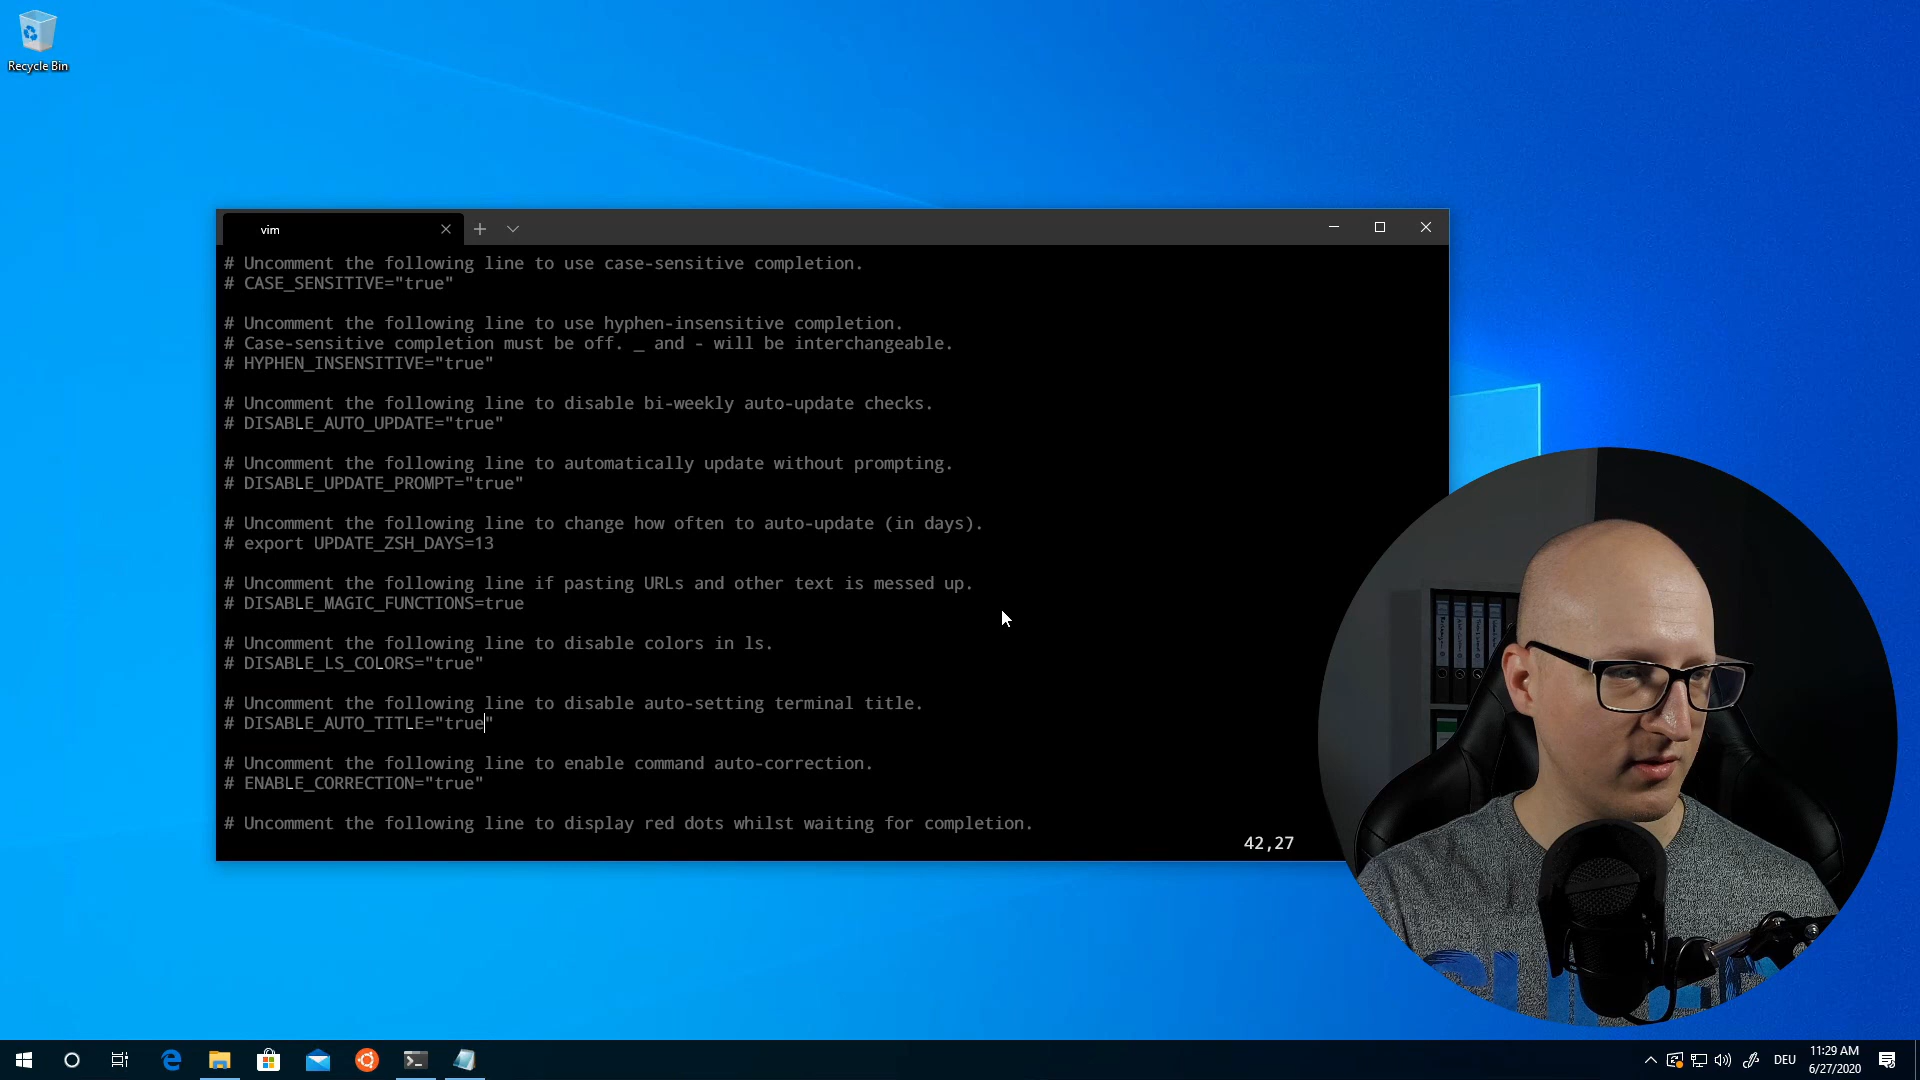 Recycle Bin
vim
# Uncomment the following line to use case-sensitive completion.
# CASE_SENSITIVE="true"
# Uncomment the following line to use hyphen-insensitive completion.
# Case-sensitive completion must be off. _ and - will be interchangeable.
# HYPHEN_INSENSITIVE="true"
# Uncomment the following line to disable bi-weekly auto-update checks.
# DISABLE_AUTO_UPDATE="true"
# Uncomment the following line to automatically update without prompting.
# DISABLE_UPDATE_PROMPT="true"
# Uncomment the following line to change how often to auto-update (in days).
# export UPDATE_ZSH_DAYS=13
# Uncomment the following line if pasting URLs and other text is messed up.
# DISABLE_MAGIC_FUNCTIONS=true
# Uncomment the following line to disable colors in ls.
# DISABLE_LS_COLORS="true"
# Uncomment the following line to disable auto-setting terminal title.
# DISABLE_AUTO_TITLE="true"
# Uncomment the following line to enable command auto-correction.
# ENABLE_CORRECTION="true"
# Uncomment the following line to display red dots whilst waiting for completion.
42,27
DEU
11:29 AM
6/27/2020